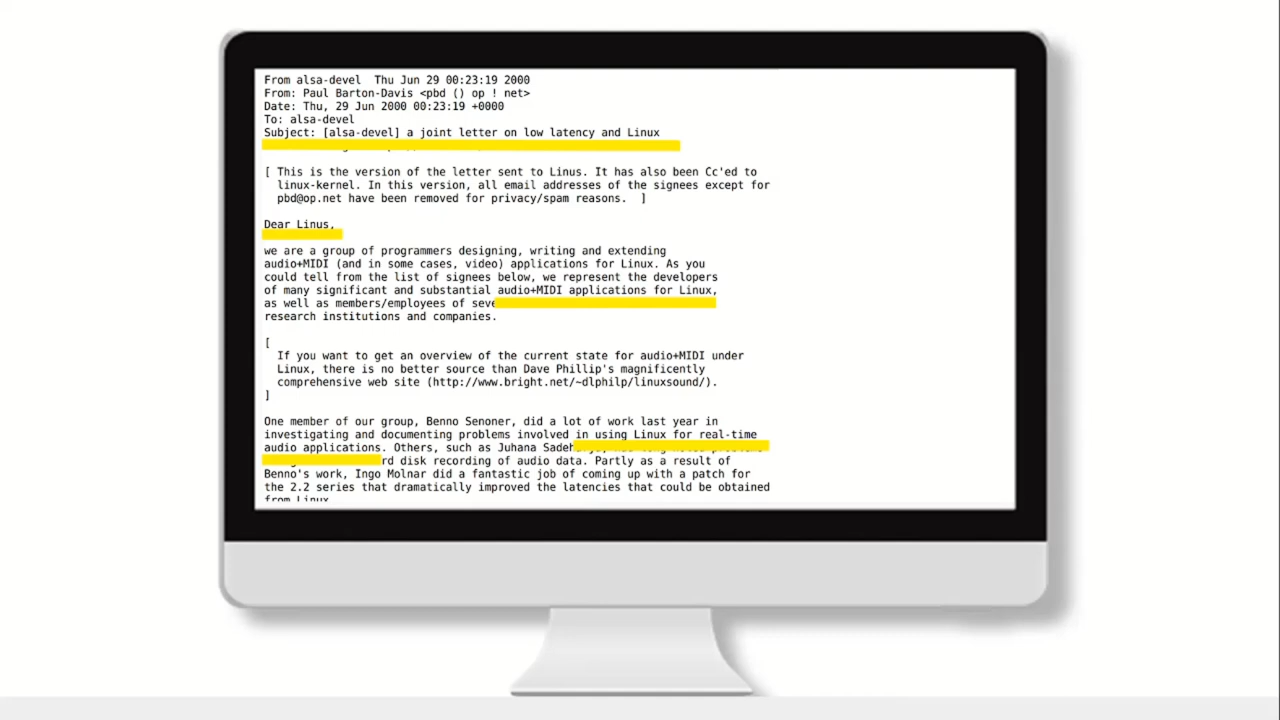 From alsa-devel  Thu Jun 29 00:23:19 2000
From: Paul Barton-Davis <pbd () op ! net>
Date: Thu, 29 Jun 2000 00:23:19 +0000
To: alsa-devel
Subject: [alsa-devel] a joint letter on low latency and Linux
[ This is the version of the letter sent to Linus. It has also been Cc'ed to
linux-kernel. In this version, all email addresses of the signees except for
pbd@op.net have been removed for privacy/spam reasons.  ]
Dear Linus,
we are a group of programmers designing, writing and extending
audio+MIDI (and in some cases, video) applications for Linux. As you
could tell from the list of signees below, we represent the developers
of many significant and substantial audio+MIDI applications for Linux,
as well as members/employees of
research institutions and companies.
[
If you want to get an overview of the current state for audio+MIDI under
Linux, there is no better source than Dave Phillip's magnificently
comprehensive web site (http://www.bright.net/~dlphilp/linuxsound/).
]
One member of our group, Benno Senoner, did a lot of work last year in
investigating and documenting problems involved in using Linux for real-time
audio applications. Others, such as Juhana
disk recording of audio data. Partly as a result of
Benno's work, Ingo Molnar did a fantastic job of coming up with a patch for
the 2.2 series that dramatically improved the latencies that could be obtained
from Linux